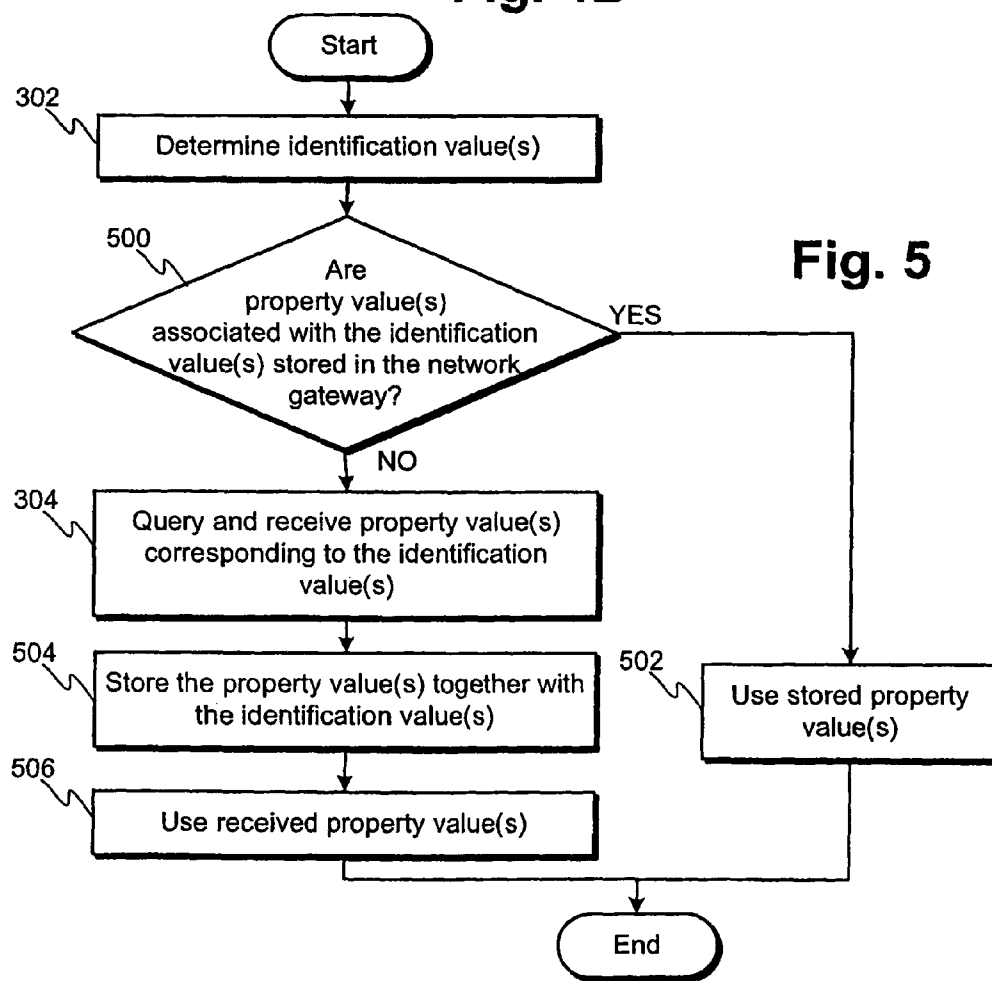 Start
302
Determine identification value(s)
500
Are
property value(s)
associated with the identification
value(s) stored in the network
gateway?
Fig. 5
YES
NO
304
Query and receive property value(s)
corresponding to the identification
value(s)
504
Store the property value(s) together with
the identification value(s)
502
Use stored property
value(s)
506
Use received property value(s)
End